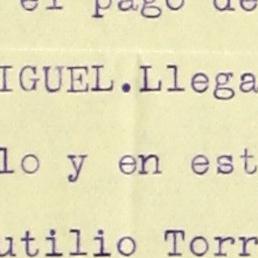 el pago de
IGUEL.Llega
lo y en est
utilio Torr